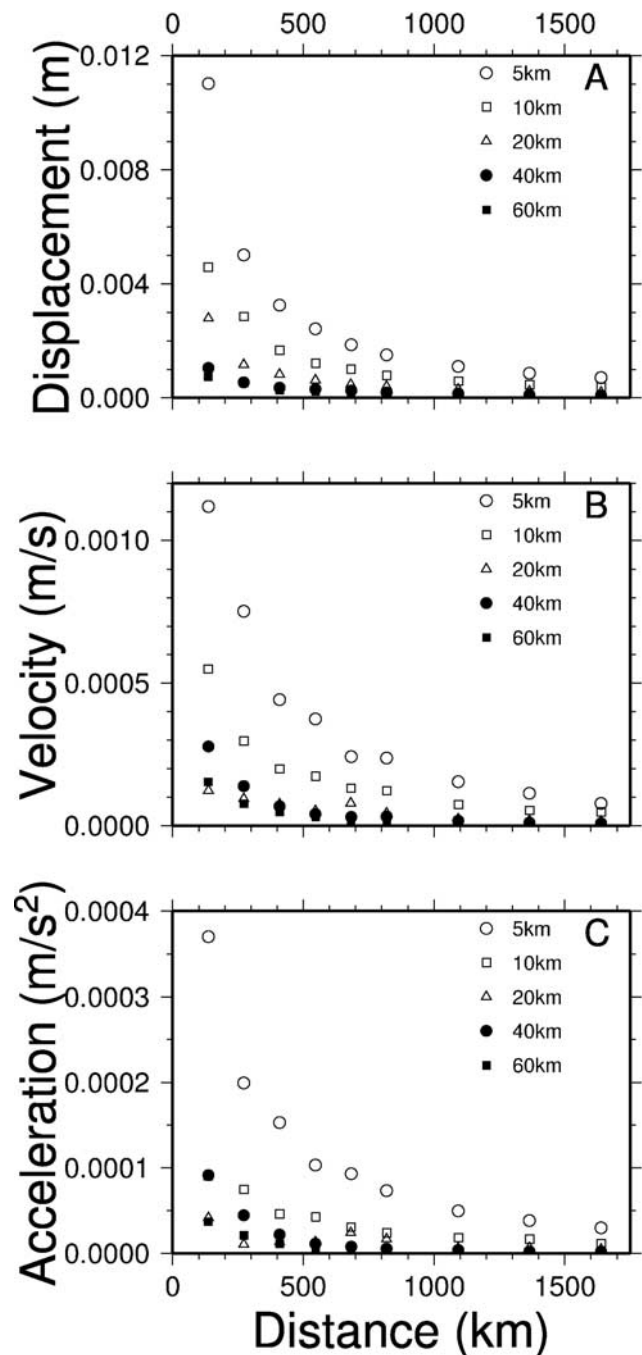 0 500 1000 1500
Displacement (m)
0.012
0.008
0.004
0.000
A
5km
10km
20km
40km
60km
Velocity (m/s)
0.0010
0.0005
0.0000
B
5km
10km
20km
40km
60km
Acceleration (m/s²)
0.0004
0.0003
0.0002
0.0001
0.0000
C
5km
10km
20km
40km
60km
0 500 1000 1500
Distance (km)